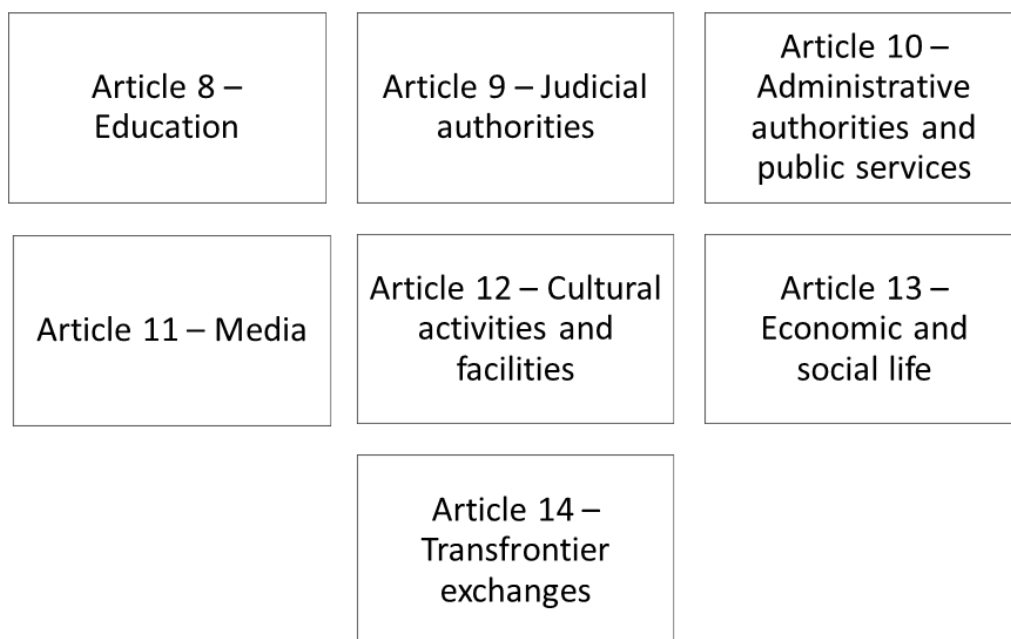 Article 8 –
Education
Article 9 – Judicial
authorities
Article 10 –
Administrative
authorities and
public services
Article 11 – Media
Article 12 – Cultural
activities and
facilities
Article 13 –
Economic and
social life
Article 14 –
Transfrontier
exchanges